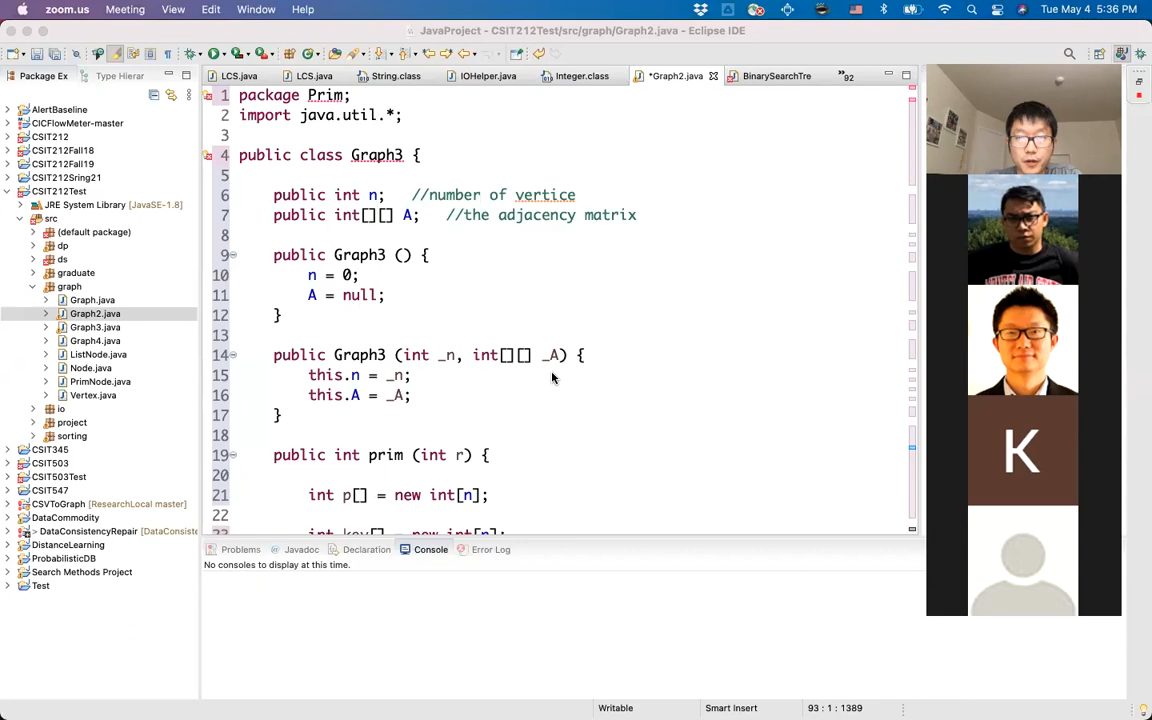 zoom.us Meeting View Edit Window Help Tue May 4 5:36 PM
JavaProject - CSIT212Test/src/graph/Graph2.java - Eclipse IDE
Package Ex Type Hierar
LCS.java LCS.java String.class IOHelper.java Integer.class *Graph2.java BinarySearchTre »92
AlertBaseline
CICFlowMeter-master
CSIT212
CSIT212Fall18
CSIT212Fall19
CSIT212Sring21
CSIT212Test
JRE System Library [JavaSE-1.8]
src
(default package)
dp
ds
graduate
graph
Graph.java
Graph2.java
Graph3.java
Graph4.java
ListNode.java
Node.java
PrimNode.java
Vertex.java
io
project
sorting
CSIT345
CSIT503
CSIT503Test
CSIT547
CSVToGraph [ResearchLocal master]
DataCommodity
> DataConsistencyRepair [DataConsiste
DistanceLearning
ProbabilisticDB
Search Methods Project
Test
1 package Prim;
2 import java.util.*;
3
4 public class Graph3 {
5
6 public int n; //number of vertice
7 public int[][] A; //the adjacency matrix
8
9 public Graph3 () {
10 n = 0;
11 A = null;
12 }
13
14 public Graph3 (int _n, int[][] _A) {
15 this.n = _n;
16 this.A = _A;
17 }
18
19 public int prim (int r) {
20
21 int p[] = new int[n];
22
23 int key[] = new int[n];
Problems Javadoc Declaration Console Error Log
No consoles to display at this time.
K
Writable Smart Insert 93 : 1 : 1389